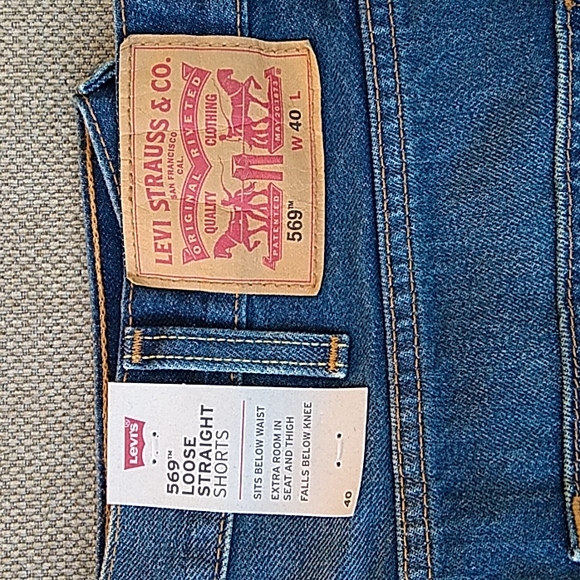 LEVI STRAUSS & CO.
SAN FRANCISCO
CAL.
ORIGINAL RIVETED
QUALITY CLOTHING
PATENTED MAY 20 1873
569™ W 40 L
Levi's
569™
LOOSE
STRAIGHT
SHORTS
SITS BELOW WAIST
EXTRA ROOM IN
SEAT AND THIGH
FALLS BELOW KNEE
40